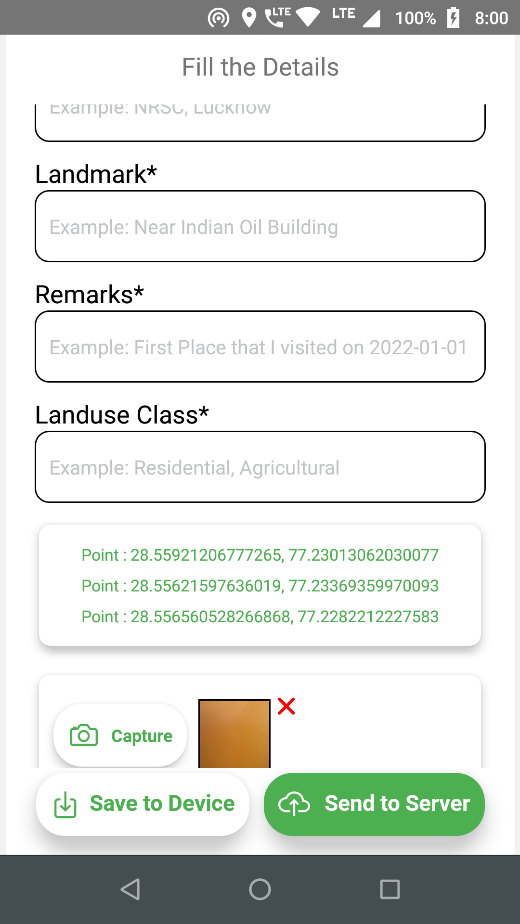 LTE LTE 100% 8:00
Fill the Details
Example: NRSC, Lucknow
Landmark*
Example: Near Indian Oil Building
Remarks*
Example: First Place that I visited on 2022-01-01
Landuse Class*
Example: Residential, Agricultural
Point : 28.55921206777265, 77.23013062030077
Point : 28.55621597636019, 77.23369359970093
Point : 28.556560528266868, 77.2282212227583
Capture
Save to Device
Send to Server